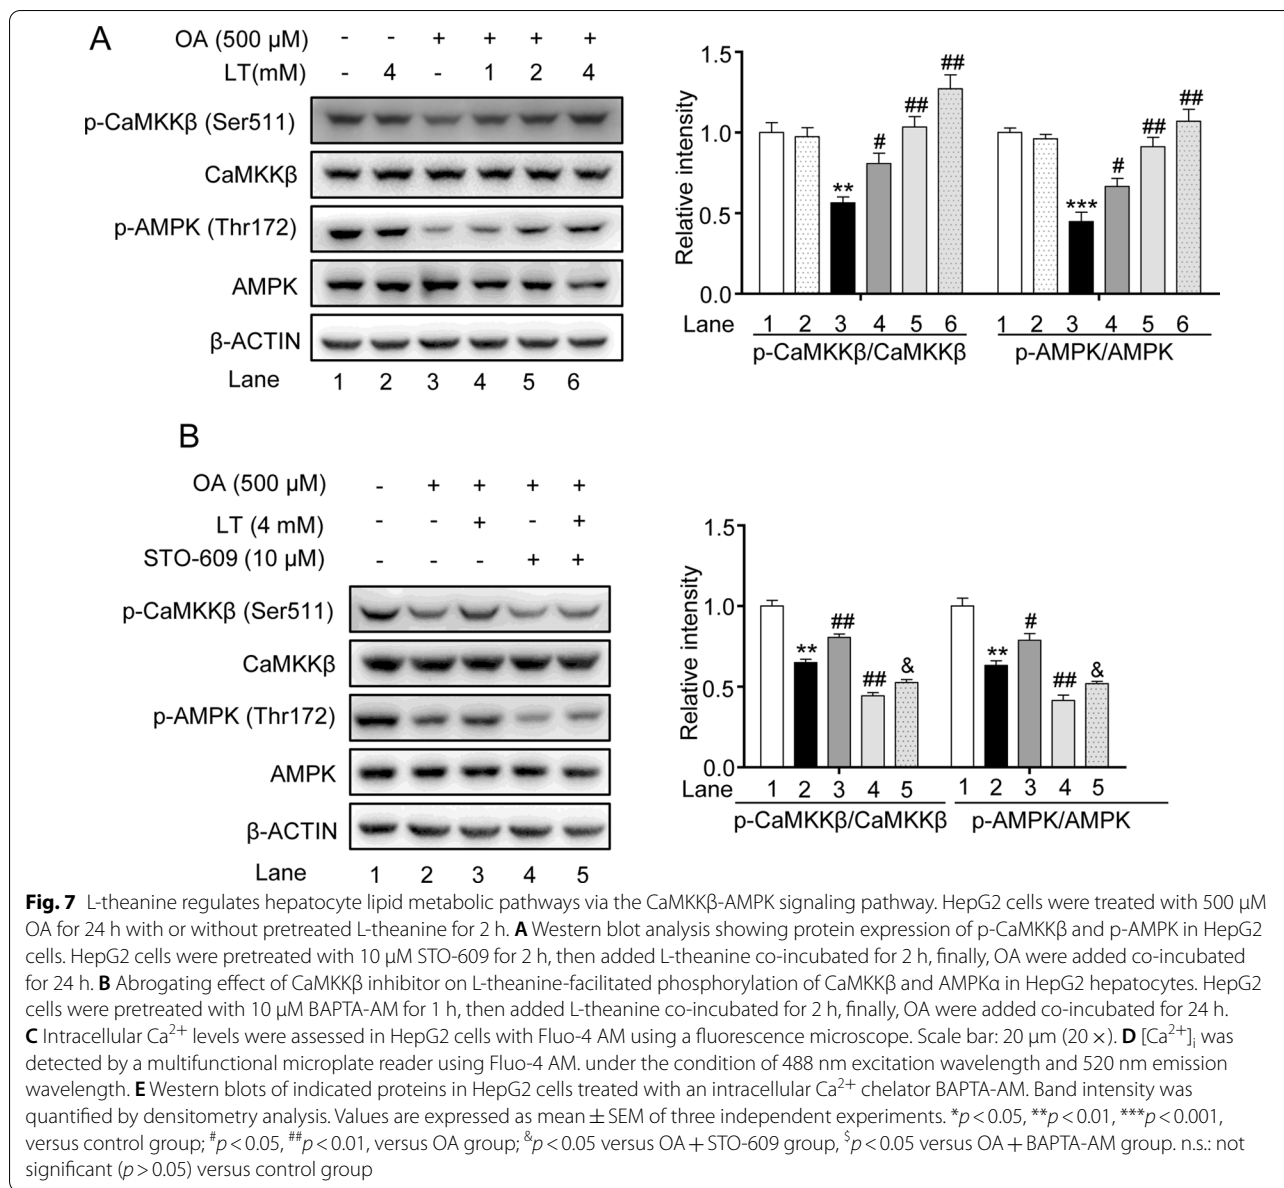 A
OA (500 μM) - - + + + +
LT(mM) - 4 - 1 2 4
p-CaMKKβ (Ser511)
CaMKKβ
p-AMPK (Thr172)
AMPK
β-ACTIN
Lane 1 2 3 4 5 6
1.5
1.0
0.5
0.0
Relative intensity
** # ## ##
*** # ## ##
Lane 1 2 3 4 5 6 1 2 3 4 5 6
p-CaMKKβ/CaMKKβ p-AMPK/AMPK
B
OA (500 μM) - + + + +
LT (4 mM) - - + - +
STO-609 (10 μM) - - - + +
p-CaMKKβ (Ser511)
CaMKKβ
p-AMPK (Thr172)
AMPK
β-ACTIN
Lane 1 2 3 4 5
1.5
1.0
0.5
0.0
Relative intensity
** ## ## &
** # ## &
Lane 1 2 3 4 5 1 2 3 4 5
p-CaMKKβ/CaMKKβ p-AMPK/AMPK
Fig. 7 L-theanine regulates hepatocyte lipid metabolic pathways via the CaMKKβ-AMPK signaling pathway. HepG2 cells were treated with 500 μM
OA for 24 h with or without pretreated L-theanine for 2 h. A Western blot analysis showing protein expression of p-CaMKKβ and p-AMPK in HepG2
cells. HepG2 cells were pretreated with 10 μM STO-609 for 2 h, then added L-theanine co-incubated for 2 h, finally, OA were added co-incubated
for 24 h. B Abrogating effect of CaMKKβ inhibitor on L-theanine-facilitated phosphorylation of CaMKKβ and AMPKα in HepG2 hepatocytes. HepG2
cells were pretreated with 10 μM BAPTA-AM for 1 h, then added L-theanine co-incubated for 2 h, finally, OA were added co-incubated for 24 h.
C Intracellular Ca²⁺ levels were assessed in HepG2 cells with Fluo-4 AM using a fluorescence microscope. Scale bar: 20 μm (20 ×). D [Ca²⁺]ᵢ was
detected by a multifunctional microplate reader using Fluo-4 AM. under the condition of 488 nm excitation wavelength and 520 nm emission
wavelength. E Western blots of indicated proteins in HepG2 cells treated with an intracellular Ca²⁺ chelator BAPTA-AM. Band intensity was
quantified by densitometry analysis. Values are expressed as mean ± SEM of three independent experiments. *p < 0.05, **p < 0.01, ***p < 0.001,
versus control group; #p < 0.05, ##p < 0.01, versus OA group; &p < 0.05 versus OA + STO-609 group, $p < 0.05 versus OA + BAPTA-AM group. n.s.: not
significant (p > 0.05) versus control group